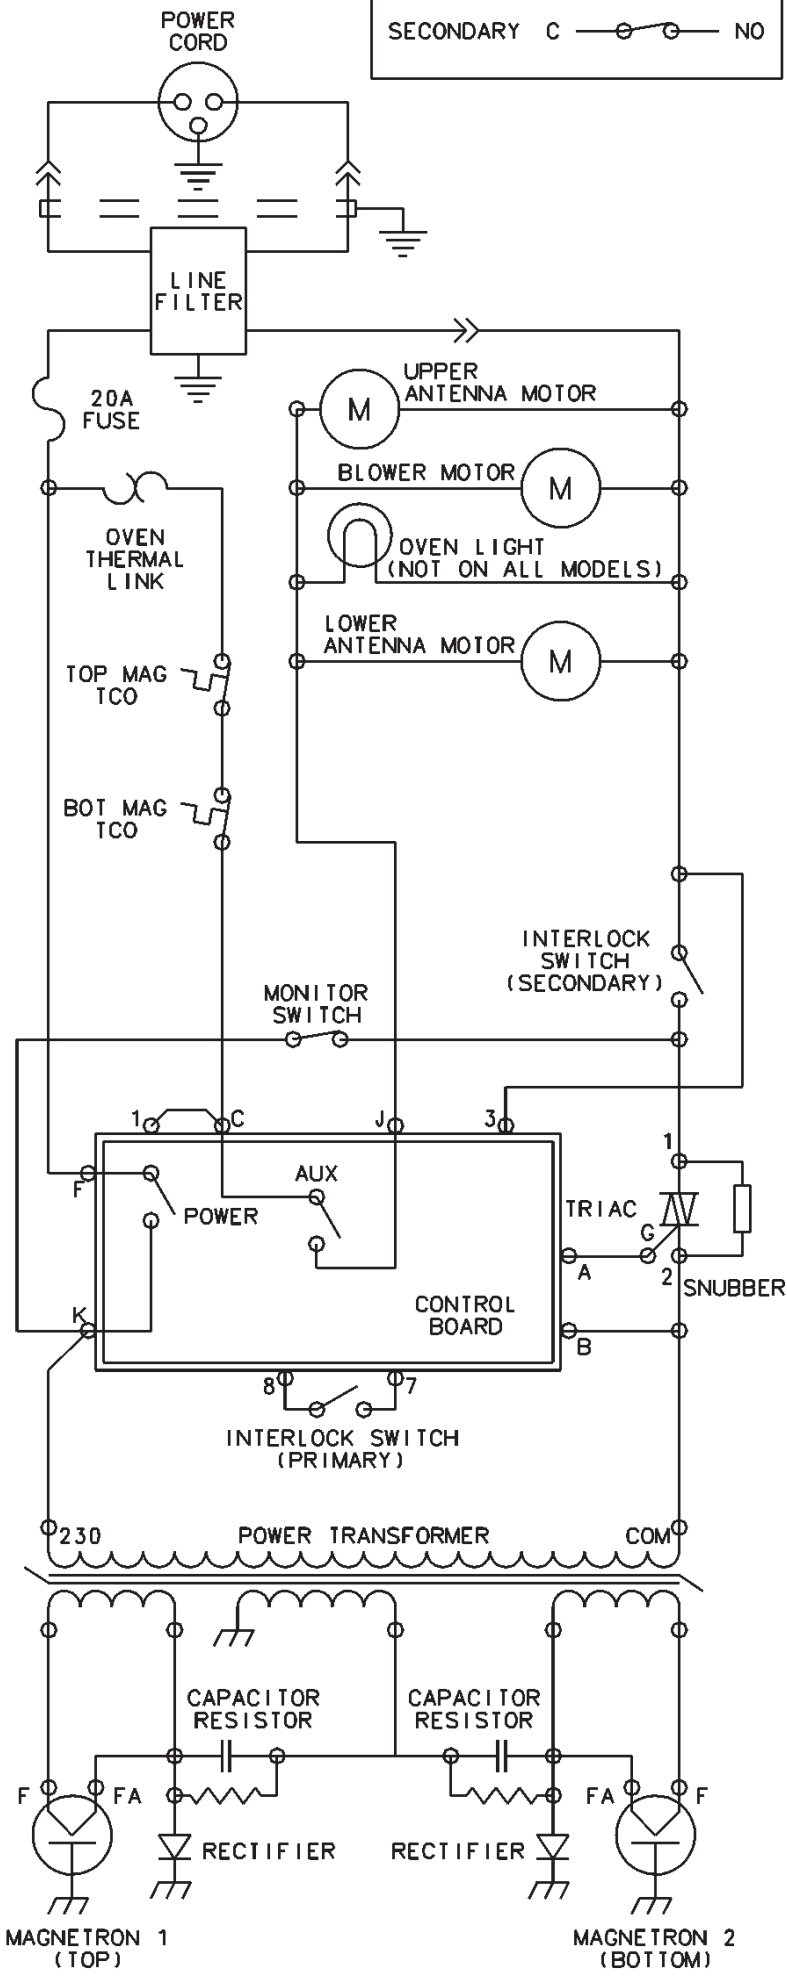 POWER
CORD
SECONDARY C NO
LINE
FILTER
20A
FUSE
UPPER
ANTENNA MOTOR
M
BLOWER MOTOR
M
OVEN
THERMAL
LINK
OVEN LIGHT
(NOT ON ALL MODELS)
LOWER
ANTENNA MOTOR
M
TOP MAG
TCO
BOT MAG
TCO
INTERLOCK
SWITCH
(SECONDARY)
MONITOR
SWITCH
1
C
J
3
1
F
POWER
AUX
TRIAC
G
A
2
SNUBBER
K
CONTROL
BOARD
B
8
7
INTERLOCK SWITCH
(PRIMARY)
230
POWER TRANSFORMER
COM
CAPACITOR
RESISTOR
CAPACITOR
RESISTOR
F
FA
FA
F
RECTIFIER
RECTIFIER
MAGNETRON 1
(TOP)
MAGNETRON 2
(BOTTOM)